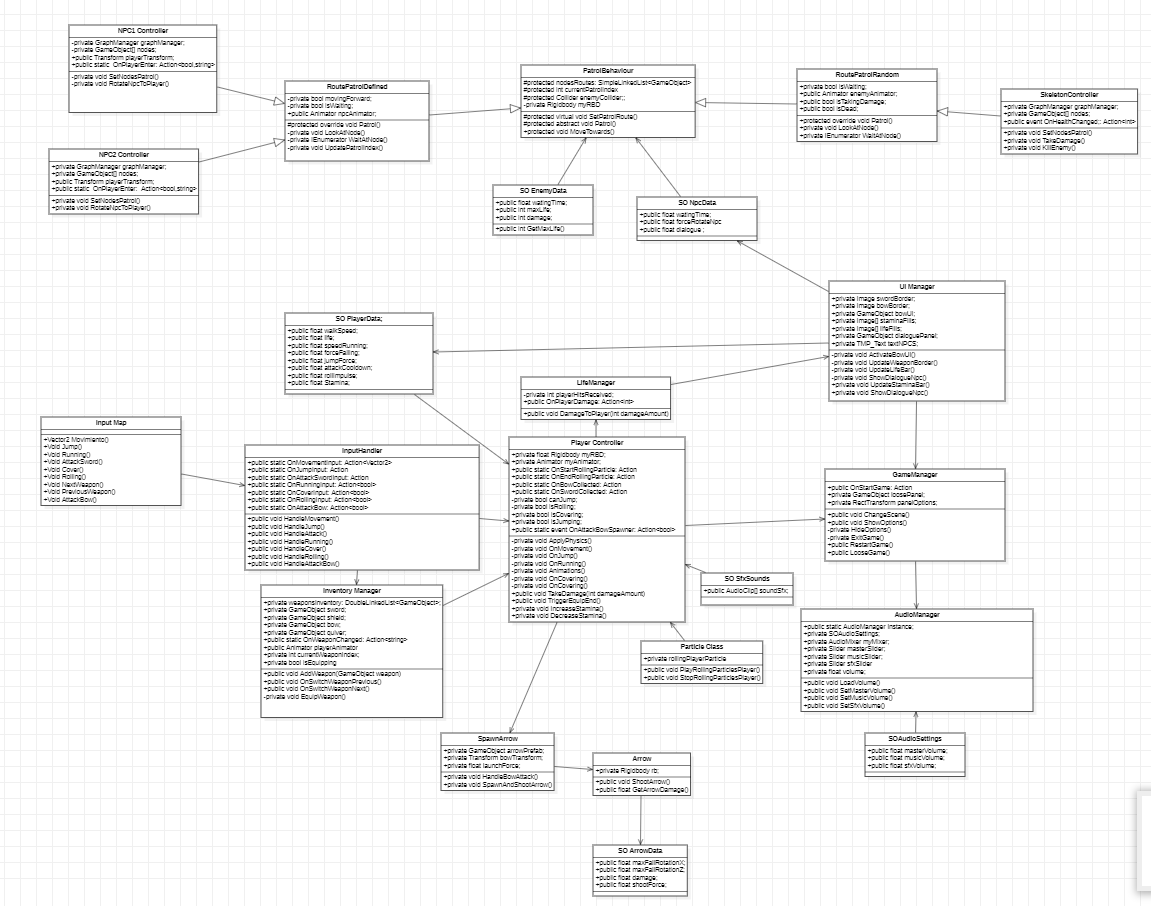 NPC1 Controller
-private GraphManager graphManager;
-private GameObject[] nodes;
+public Transform playerTransform;
+public static  OnPlayerEnter: Action<bool,string>
-private void SetNodesPatrol()
-private void RotateNpcToPlayer()
NPC2 Controller
+private GraphManager graphManager;
+private GameObject[] nodes;
+public Transform playerTransform;
+public static  OnPlayerEnter:  Action<bool,string>
+private void SetNodesPatrol()
+private void RotateNpcToPlayer()
RoutePatrolDefined
-private bool movingForward;
-private bool isWaiting;
+public Animator npcAnimator;
#protected override void Patrol()
-private void LookAtNode()
-private IEnumerator WaitAtNode()
-private void UpdatePatrolIndex()
PatrolBehaviour
#protected nodesRoutes: SimpleLinkedList<GameObject>
#protected int currentPatrolIndex
#protected Collider enemyCollider;;
-private Rigidbody myRBD
#protected virtual void SetPatrolRoute()
#protected abstract void Patrol()
#protected void MoveTowards()
RoutePatrolRandom
+private bool isWaiting;
+public Animator enemyAnimator;
+public bool isTakingDamage;
+public bool isDead;
+protected override void Patrol()
+private void LookAtNode()
+private IEnumerator WaitAtNode()
SkeletonController
+private GraphManager graphManager;
+private GameObject[] nodes;
+public event OnHealthChanged;: Action<int>
+private void SetNodesPatrol()
+private void TakeDamage()
+private void KillEnemy()
SO EnemyData
+public float watingTime;
+public int maxLife;
+public int damage;
+public int GetMaxLife()
SO NpcData
+public float watingTime;
+public float forceRotateNpc
+public float dialogue ;
UI Manager
+private Image swordBorder;
+private Image bowBorder;
+private GameObject bowUI;
+private Image[] staminaFills;
+private Image[] lifeFills;
+private GameObject dialoguePanel;
+private TMP_Text textNPCS;
-private void ActivateBowUI()
-private void UpdateWeaponBorder()
-private void UpdateLifeBar()
-private void ShowDialogueNpc()
+private void UpdateStaminaBar()
+private void ShowDialogueNpc()
SO PlayerData;
+public float walkSpeed;
+public float life;
+public float speedRunning;
+public float forceFalling;
+public float jumpForce;
+public float attackCooldown;
+public float rollImpulse;
+public float Stamina;
LifeManager
-private int playerHitsReceived;
+public OnPlayerDamage: Action<int>
+public void DamageToPlayer(int damageAmount)
Input Map
+Vector2 Movimiento()
+Void Jump()
+Void Running()
+Void AttackSword()
+Void Cover()
+Void Rolling()
+Void NextWeapon()
+Void PreviousWeapon()
+Void AttackBow()
InputHandler
+public static OnMovementInput: Action<Vector2>
+public static OnJumpInput: Action
+public static OnAttackSwordInput: Action
+public static OnRunningInput: Action<bool>
+public static OnCoverInput: Action<bool>
+public static OnRollingInput: Action<bool>
+public static OnAttackBow: Action<bool>
+public void HandleMovement()
+public void HandleJump()
+public void HandleAttack()
+public void HandleRunning()
+public void HandleCover()
+public void HandleRolling()
+public void HandleAttackBow()
Player Controller
+private float Rigidbody myRBD;
+private Animator myAnimator;
+public static OnStartRollingParticle: Action
+public static OnEndRollingParticle: Action
+public static OnBowCollected: Action
+public static OnSwordCollected: Action
-private bool canJump;
-private bool isRolling;
+private bool isCovering;
+private bool isJumping;
+public static event OnAttackBowSpawner: Action<bool>
-private void ApplyPhysics()
-private void OnMovement()
-private void OnJump()
-private void OnRunning()
-private void Animations()
-private void OnCovering()
-private void OnCovering()
+public void TakeDamage(int damageAmount)
+public void TriggerEquipEnd()
+private void IncreaseStamina()
+private void DecreaseStamina()
GameManager
+public OnStartGame: Action
+private GameObject loosePanel;
+private RectTransform panelOptions;
+public void ChangeScene()
+public void ShowOptions()
-private HideOptions()
-private ExitGame()
+public RestartGame()
+public LooseGame()
SO SfxSounds
+public AudioClip[] soundSfx;
Inventory Manager
+private weaponsInventory: DoubleLinkedList<GameObject>;
+private GameObject sword;
+private GameObject shield;
+private GameObject bow;
+private GameObject quiver;
+public static OnWeaponChanged: Action<string>
+public Animator playerAnimator
+private int currentWeaponIndex;
+private bool isEquipping
+public void AddWeapon(GameObject weapon)
+public void OnSwitchWeaponPrevious()
+public void OnSwitchWeaponNext()
-private void EquipWeapon()
Particle Class
+private rollingPlayerParticle
+public void PlayRollingParticlesPlayer()
+public void StopRollingParticlesPlayer()
AudioManager
+public static AudioManager Instance;
+private SOAudioSettings;
+private AudioMixer myMixer;
+private Slider masterSlider;
+private Slider musicSlider;
+private Slider sfxSlider
+private float volume;
+public void LoadVolume()
+public void SetMasterVolume()
+public void SetMusicVolume()
+public void SetSfxVolume()
SOAudioSettings
+public float masterVolume;
+public float musicVolume;
+public float sfxVolume;
SpawnArrow
+private GameObject arrowPrefab;
+private Transform bowTransform;
+private float launchForce;
+private void HandleBowAttack()
+private void SpawnAndShootArrow()
Arrow
+private Rigidbody rb;
+public void ShootArrow()
+public float GetArrowDamage()
SO ArrowData
+public float maxFallRotationX;
+public float maxFallRotationZ;
+public float damage;
+public float shootForce;